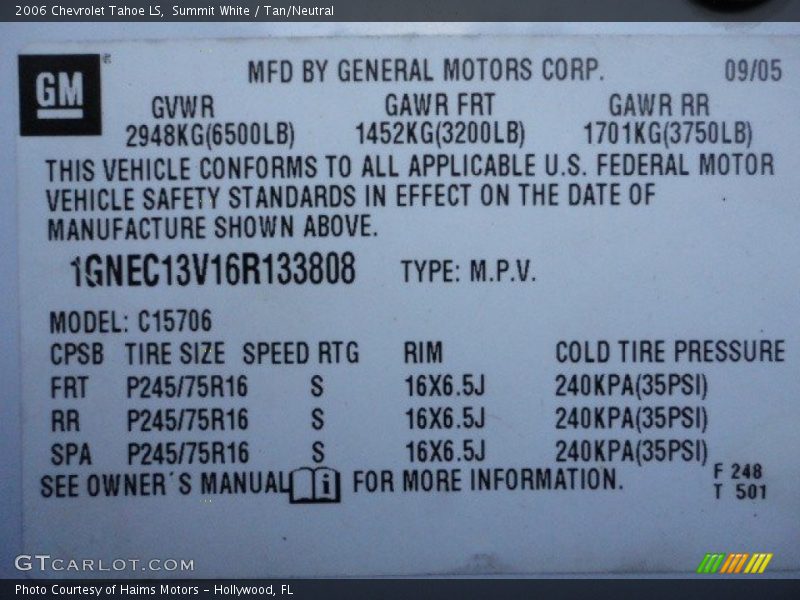 2006 Chevrolet Tahoe LS, Summit White / Tan/Neutral
GM
MFD BY GENERAL MOTORS CORP. 09/05
GVWR GAWR FRT GAWR RR
2948KG(6500LB) 1452KG(3200LB) 1701KG(3750LB)
THIS VEHICLE CONFORMS TO ALL APPLICABLE U.S. FEDERAL MOTOR
VEHICLE SAFETY STANDARDS IN EFFECT ON THE DATE OF
MANUFACTURE SHOWN ABOVE.
1GNEC13V16R133808 TYPE: M.P.V.
MODEL: C15706
CPSB TIRE SIZE SPEED RTG RIM COLD TIRE PRESSURE
FRT P245/75R16 S 16X6.5J 240KPA(35PSI)
RR P245/75R16 S 16X6.5J 240KPA(35PSI)
SPA P245/75R16 S 16X6.5J 240KPA(35PSI)
SEE OWNER'S MANUAL i FOR MORE INFORMATION.
F 248
T 501
GTCARLOT.COM
Photo Courtesy of Haims Motors - Hollywood, FL